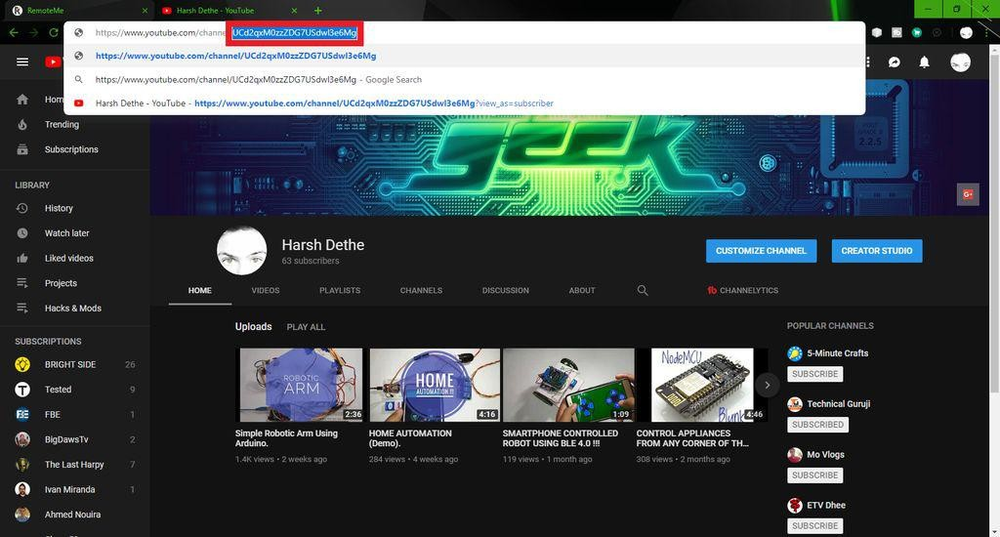 RemoteMe
Harsh Dethe - YouTube
https://www.youtube.com/channel/UCd2qxM0zzZDG7USdwl3e6Mg
https://www.youtube.com/channel/UCd2qxM0zzZDG7USdwl3e6Mg
https://www.youtube.com/channel/UCd2qxM0zzZDG7USdwl3e6Mg - Google Search
Harsh Dethe - YouTube - https://www.youtube.com/channel/UCd2qxM0zzZDG7USdwl3e6Mg?view_as=subscriber
Trending
Subscriptions
LIBRARY
History
Watch later
Liked videos
Projects
Hacks & Mods
SUBSCRIPTIONS
BRIGHT SIDE 26
Tested 9
FBE 1
BigDawsTv 2
The Last Harpy 7
Ivan Miranda 1
Ahmed Nouira
geek
2.2.5
G+
Harsh Dethe
63 subscribers
CUSTOMIZE CHANNEL
CREATOR STUDIO
HOME VIDEOS PLAYLISTS CHANNELS DISCUSSION ABOUT CHANNELYTICS
Uploads PLAY ALL
ROBOTIC
ARM
2:36
Simple Robotic Arm Using
Arduino.
1.4K views • 2 weeks ago
HOME
AUTOMATION !!!
4:16
HOME AUTOMATION
(Demo).
284 views • 4 weeks ago
1:09
SMARTPHONE CONTROLLED
ROBOT USING BLE 4.0 !!!
119 views • 1 month ago
NodeMCU
Blynk
4:46
CONTROL APPLIANCES
FROM ANY CORNER OF TH...
308 views • 2 months ago
POPULAR CHANNELS
5-Minute Crafts
SUBSCRIBE
Technical Guruji
SUBSCRIBED
Mo Vlogs
SUBSCRIBE
ETV Dhee
SUBSCRIBE